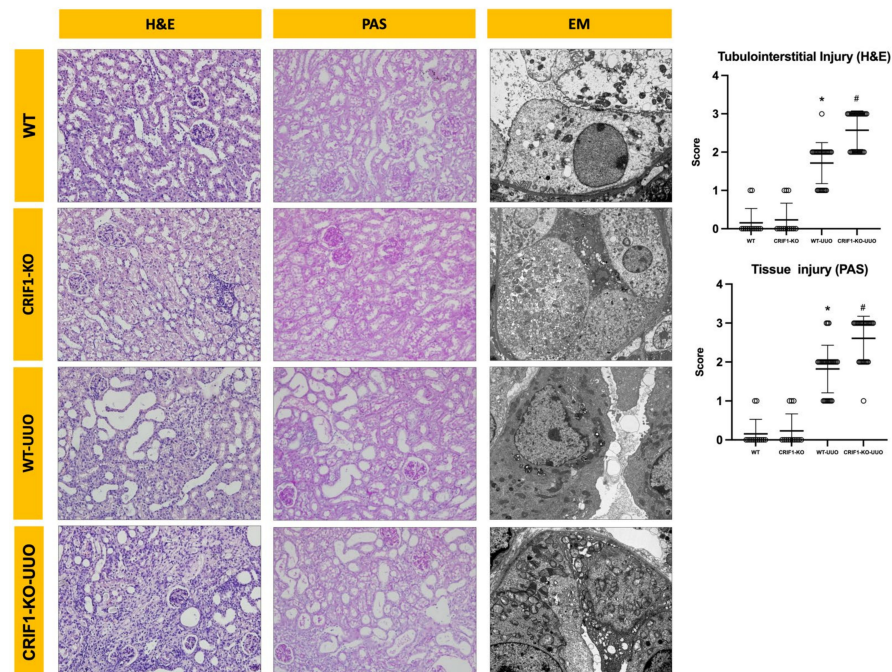 H&E
PAS
EM
WT
CRIF1-KO
WT-UUO
CRIF1-KO-UUO
Tubulointerstitial Injury (H&E)
Score
4
3
2
1
0
*
#
WT
CRIF1-KO
WT-UUO
CRIF1-KO-UUO
Tissue injury (PAS)
Score
4
3
2
1
0
*
#
WT
CRIF1-KO
WT-UUO
CRIF1-KO-UUO